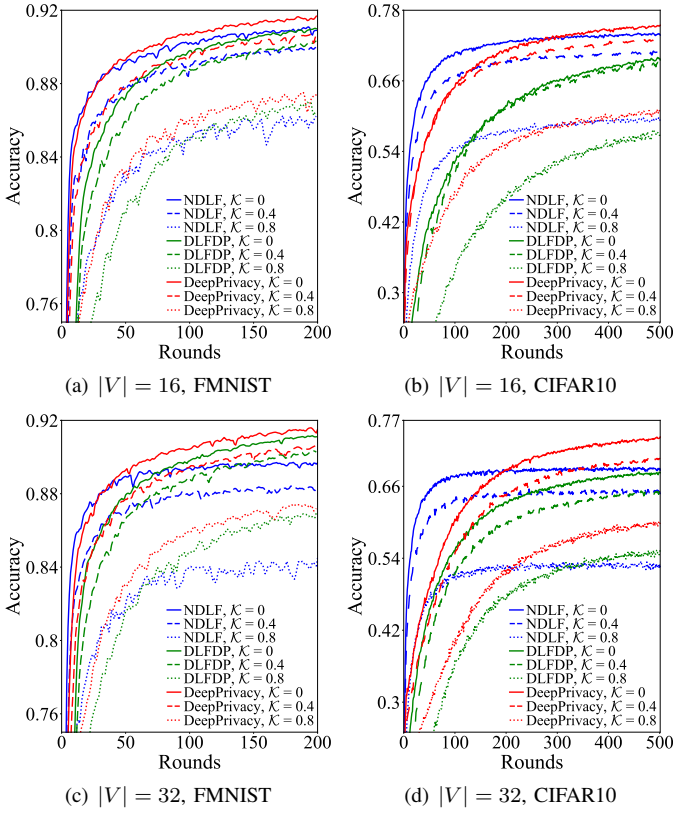 0.92
0.88
0.84
0.8
0.76
Accuracy
NDLF, K = 0
NDLF, K = 0.4
NDLF, K = 0.8
DLFDP, K = 0
DLFDP, K = 0.4
DLFDP, K = 0.8
DeepPrivacy, K = 0
DeepPrivacy, K = 0.4
DeepPrivacy, K = 0.8
0 50 100 150 200
Rounds
(a) |V| = 16, FMNIST
0.78
0.66
0.54
0.42
0.3
Accuracy
NDLF, K = 0
NDLF, K = 0.4
NDLF, K = 0.8
DLFDP, K = 0
DLFDP, K = 0.4
DLFDP, K = 0.8
DeepPrivacy, K = 0
DeepPrivacy, K = 0.4
DeepPrivacy, K = 0.8
0 100 200 300 400 500
Rounds
(b) |V| = 16, CIFAR10
0.92
0.88
0.84
0.8
0.76
Accuracy
NDLF, K = 0
NDLF, K = 0.4
NDLF, K = 0.8
DLFDP, K = 0
DLFDP, K = 0.4
DLFDP, K = 0.8
DeepPrivacy, K = 0
DeepPrivacy, K = 0.4
DeepPrivacy, K = 0.8
0 50 100 150 200
Rounds
(c) |V| = 32, FMNIST
0.77
0.66
0.54
0.42
0.3
Accuracy
NDLF, K = 0
NDLF, K = 0.4
NDLF, K = 0.8
DLFDP, K = 0
DLFDP, K = 0.4
DLFDP, K = 0.8
DeepPrivacy, K = 0
DeepPrivacy, K = 0.4
DeepPrivacy, K = 0.8
0 100 200 300 400 500
Rounds
(d) |V| = 32, CIFAR10